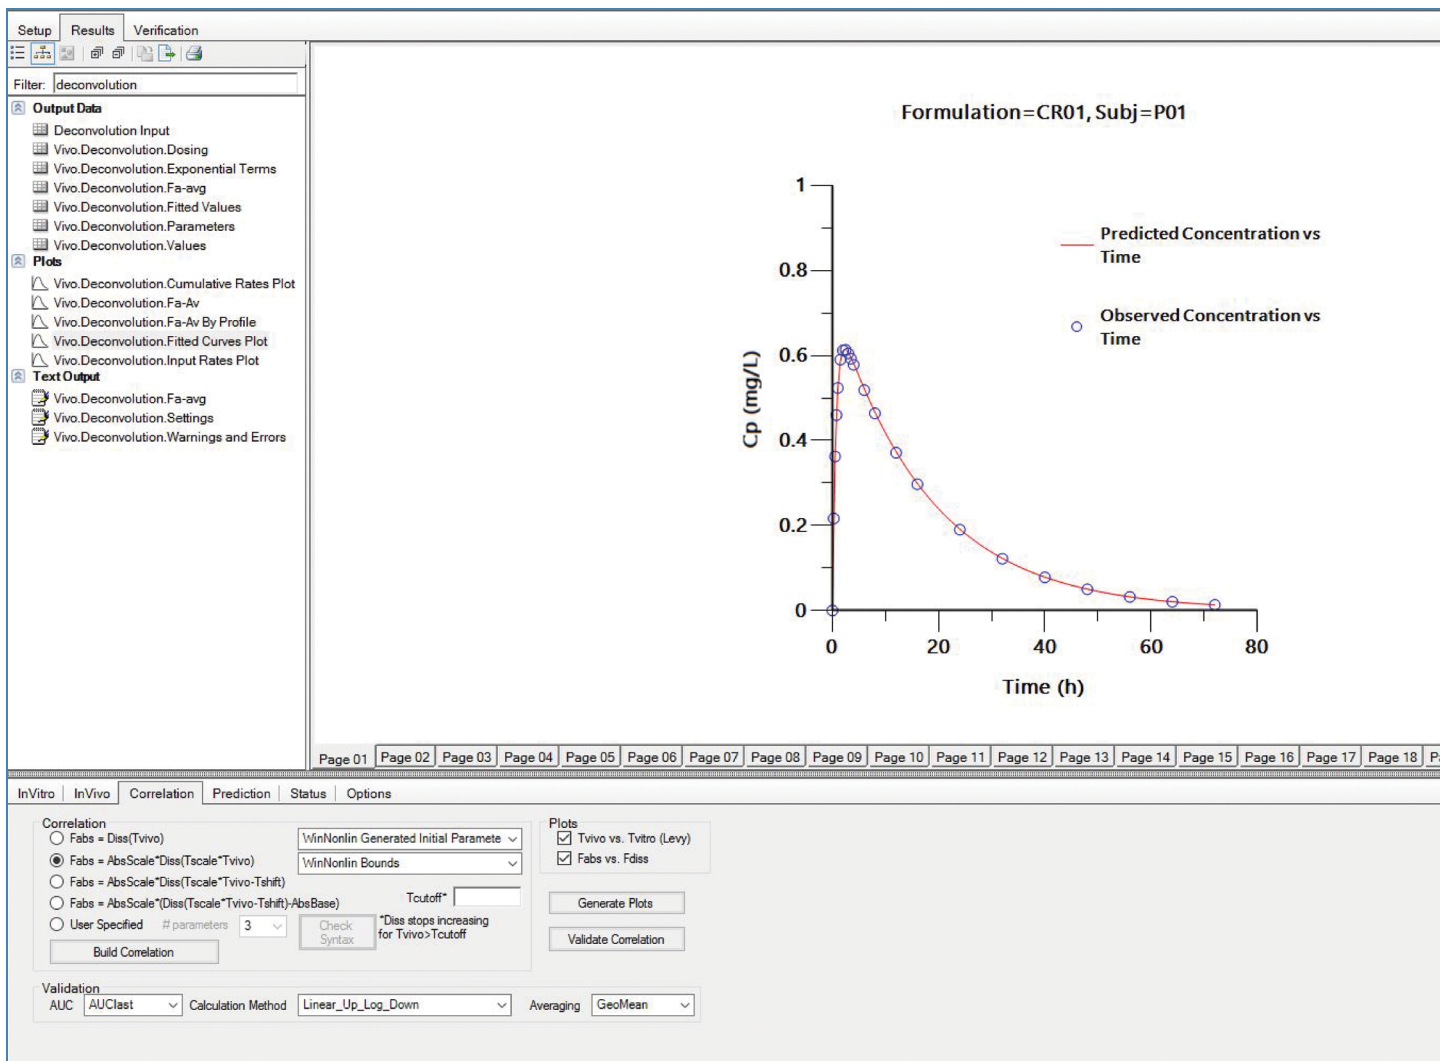 Setup Results Verification
Filter: deconvolution
Output Data
Deconvolution Input
Vivo.Deconvolution.Dosing
Vivo.Deconvolution.Exponential Terms
Vivo.Deconvolution.Fa-avg
Vivo.Deconvolution.Fitted Values
Vivo.Deconvolution.Parameters
Vivo.Deconvolution.Values
Plots
Vivo.Deconvolution.Cumulative Rates Plot
Vivo.Deconvolution.Fa-Av
Vivo.Deconvolution.Fa-Av By Profile
Vivo.Deconvolution.Fitted Curves Plot
Vivo.Deconvolution.Input Rates Plot
Text Output
Vivo.Deconvolution.Fa-avg
Vivo.Deconvolution.Settings
Vivo.Deconvolution.Warnings and Errors
Formulation=CR01, Subj=P01
Predicted Concentration vs
Time
Observed Concentration vs
Time
Cp (mg/L)
1
0.8
0.6
0.4
0.2
0
0 20 40 60 80
Time (h)
Page 01 Page 02 Page 03 Page 04 Page 05 Page 06 Page 07 Page 08 Page 09 Page 10 Page 11 Page 12 Page 13 Page 14 Page 15 Page 16 Page 17 Page 18
InVitro InVivo Correlation Prediction Status Options
Correlation
Fabs = Diss(Tvivo)
Fabs = AbsScale*Diss(Tscale*Tvivo)
Fabs = AbsScale*Diss(Tscale*Tvivo-Tshift)
Fabs = AbsScale*(Diss(Tscale*Tvivo-Tshift)-AbsBase)
User Specified # parameters 3
Build Correlation
WinNonlin Generated Initial Paramete
WinNonlin Bounds
Tcutoff*
Check
Syntax
*Diss stops increasing
for Tvivo>Tcutoff
Plots
Tvivo vs. Tvitro (Levy)
Fabs vs. Fdiss
Generate Plots
Validate Correlation
Validation
AUC AUClast Calculation Method Linear_Up_Log_Down Averaging GeoMean